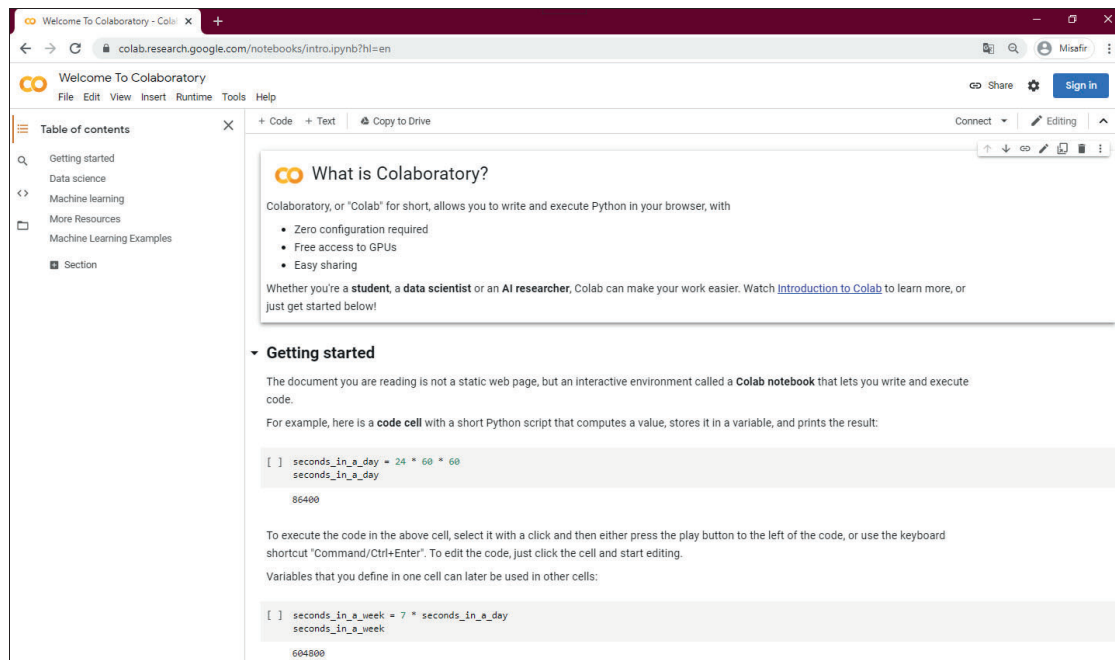 Welcome To Colaboratory - Cola
colab.research.google.com/notebooks/intro.ipynb?hl=en
Misafir
CO
Welcome To Colaboratory
File Edit View Insert Runtime Tools Help
Share
Sign in
Table of contents
Getting started
Data science
Machine learning
More Resources
Machine Learning Examples
Section
+ Code + Text Copy to Drive
Connect
Editing
CO What is Colaboratory?
Colaboratory, or "Colab" for short, allows you to write and execute Python in your browser, with
• Zero configuration required
• Free access to GPUs
• Easy sharing
Whether you're a student, a data scientist or an AI researcher, Colab can make your work easier. Watch Introduction to Colab to learn more, or
just get started below!
Getting started
The document you are reading is not a static web page, but an interactive environment called a Colab notebook that lets you write and execute
code.
For example, here is a code cell with a short Python script that computes a value, stores it in a variable, and prints the result:
[ ] seconds_in_a_day = 24 * 60 * 60
seconds_in_a_day
86400
To execute the code in the above cell, select it with a click and then either press the play button to the left of the code, or use the keyboard
shortcut "Command/Ctrl+Enter". To edit the code, just click the cell and start editing.
Variables that you define in one cell can later be used in other cells:
[ ] seconds_in_a_week = 7 * seconds_in_a_day
seconds_in_a_week
604800